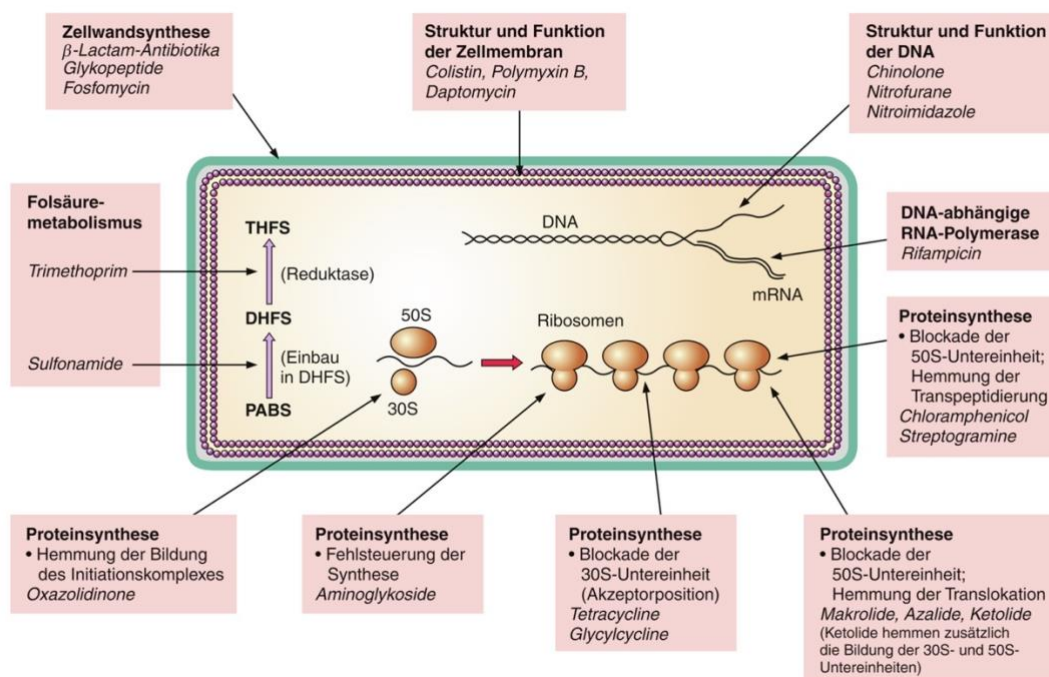 Zellwandsynthese
β-Lactam-Antibiotika
Glykopeptide
Fosfomycin
Struktur und Funktion
der Zellmembran
Colistin, Polymyxin B,
Daptomycin
Struktur und Funktion
der DNA
Chinolone
Nitrofurane
Nitroimidazole
Folsäure-
metabolismus
Trimethoprim
Sulfonamide
THFS
(Reduktase)
DHFS
(Einbau
in DHFS)
PABS
50S
30S
DNA
mRNA
Ribosomen
DNA-abhängige
RNA-Polymerase
Rifampicin
Proteinsynthese
• Blockade der
50S-Untereinheit;
Hemmung der
Transpeptidierung
Chloramphenicol
Streptogramine
Proteinsynthese
• Hemmung der Bildung
des Initiationskomplexes
Oxazolidinone
Proteinsynthese
• Fehlsteuerung der
Synthese
Aminoglykoside
Proteinsynthese
• Blockade der
30S-Untereinheit
(Akzeptorposition)
Tetracycline
Glycylcycline
Proteinsynthese
• Blockade der
50S-Untereinheit;
Hemmung der Translokation
Makrolide, Azalide, Ketolide
(Ketolide hemmen zusätzlich
die Bildung der 30S- und 50S-
Untereinheiten)